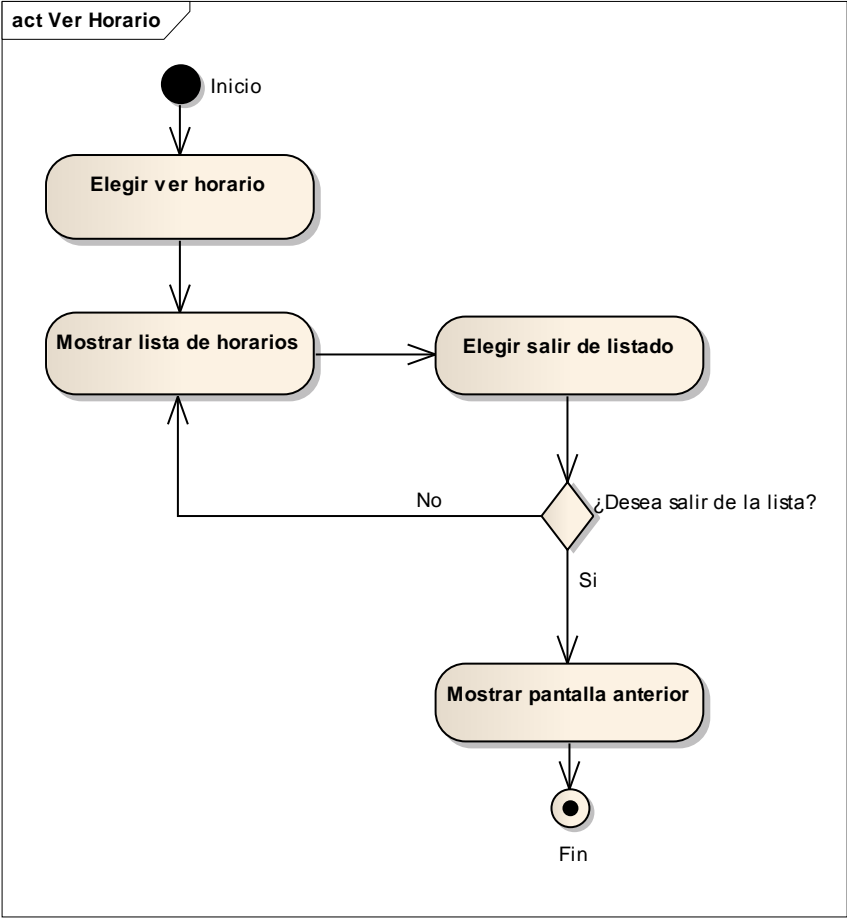 act Ver Horario
Inicio
Elegir ver horario
Mostrar lista de horarios
Elegir salir de listado
¿Desea salir de la lista?
No
Si
Mostrar pantalla anterior
Fin